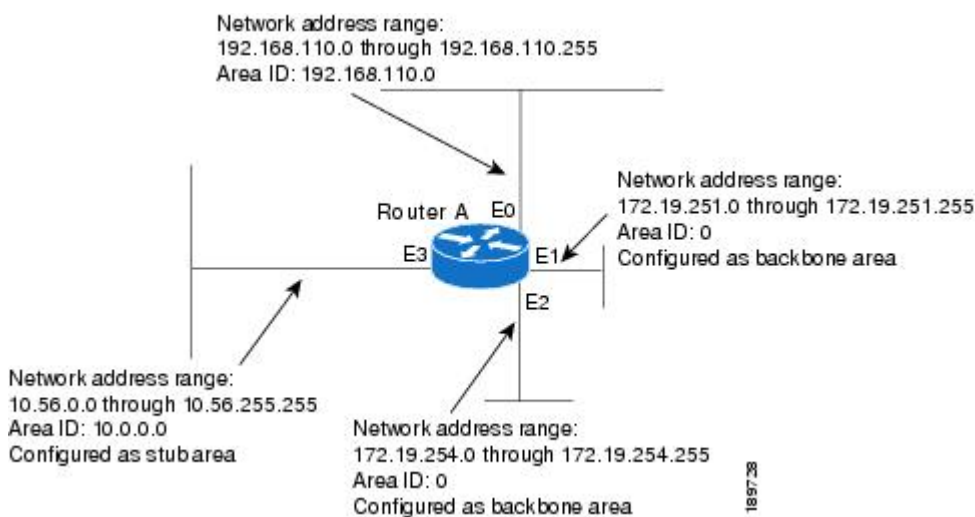 Network address range:
192.168.110.0 through 192.168.110.255
Area ID: 192.168.110.0
Network address range:
172.19.251.0 through 172.19.251.255
Area ID: 0
Configured as backbone area
Router A
E0
E3
E1
E2
Network address range:
10.56.0.0 through 10.56.255.255
Area ID: 10.0.0.0
Configured as stub area
Network address range:
172.19.254.0 through 172.19.254.255
Area ID: 0
Configured as backbone area
189728